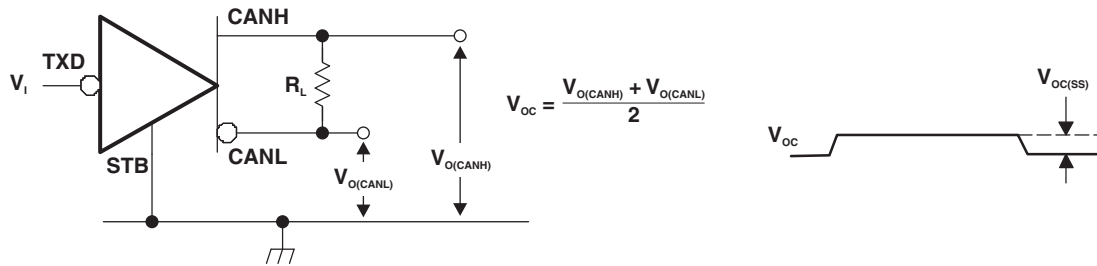 CANH
TXD
V_I
R_L
CANL
STB
V_O(CANL)
V_O(CANH)
V_OC = V_O(CANH) + V_O(CANL) / 2
V_OC
V_OC(SS)